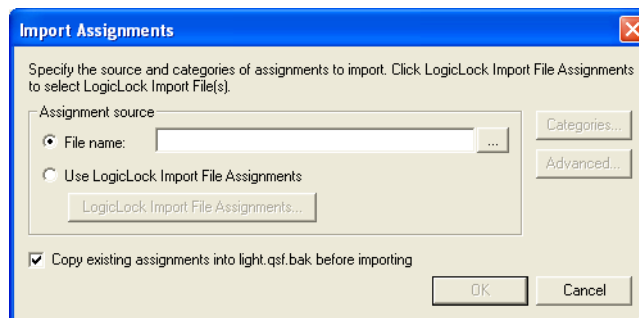 Import Assignments
Specify the source and categories of assignments to import. Click LogicLock Import File Assignments
to select LogicLock Import File(s).
Assignment source
File name:
...
Categories...
Use LogicLock Import File Assignments
Advanced...
LogicLock Import File Assignments...
Copy existing assignments into light.qsf.bak before importing
OK
Cancel